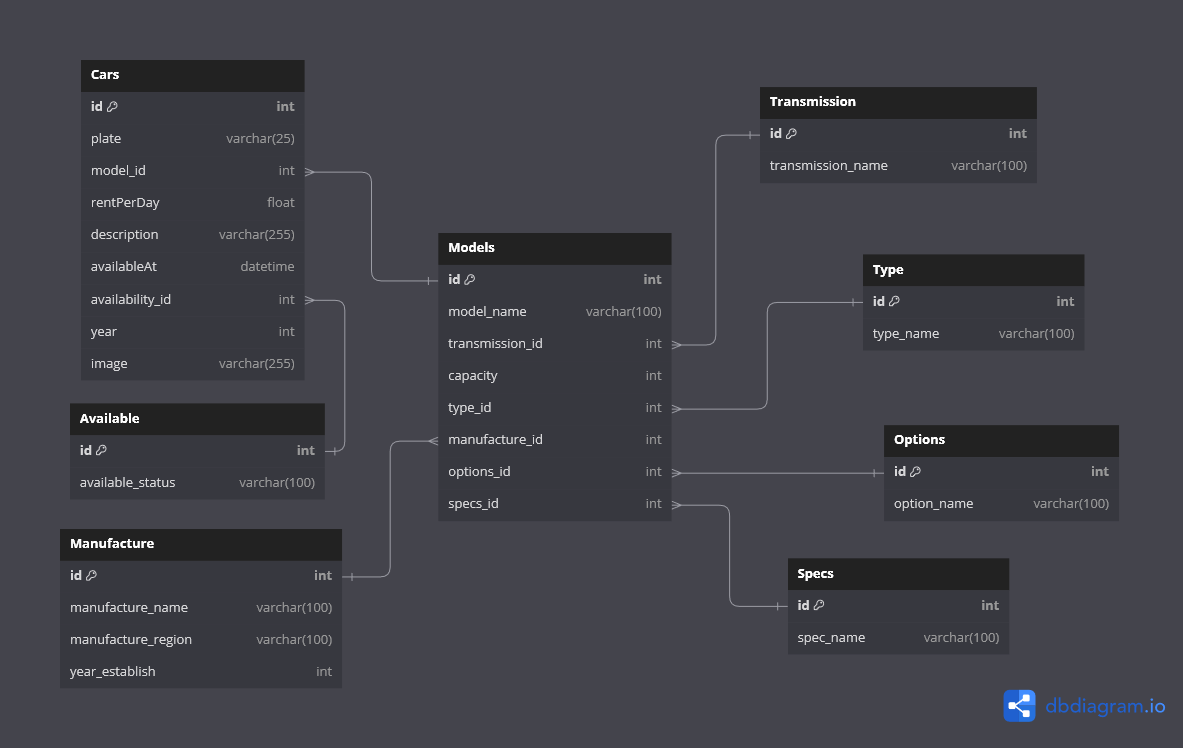 Cars
id int
plate varchar(25)
model_id int
rentPerDay float
description varchar(255)
availableAt datetime
availability_id int
year int
image varchar(255)
Available
id int
available_status varchar(100)
Manufacture
id int
manufacture_name varchar(100)
manufacture_region varchar(100)
year_establish int
Models
id int
model_name varchar(100)
transmission_id int
capacity int
type_id int
manufacture_id int
options_id int
specs_id int
Transmission
id int
transmission_name varchar(100)
Type
id int
type_name varchar(100)
Options
id int
option_name varchar(100)
Specs
id int
spec_name varchar(100)
dbdiagram.io